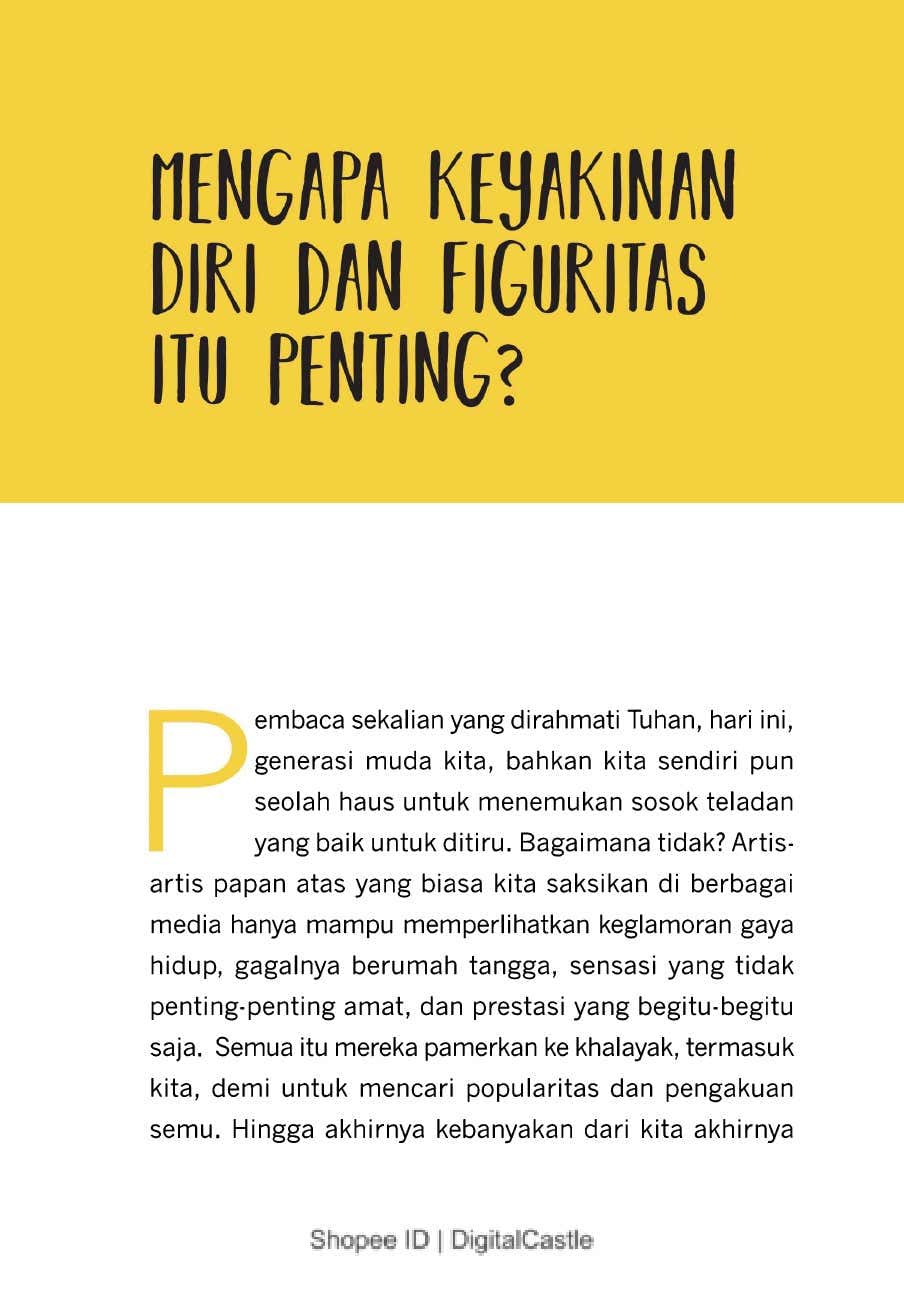 MENGAPA KEYAKINAN
DIRI DAN FIGURITAS
ITU PENTING?
Pembaca sekalian yang dirahmati Tuhan, hari ini,
generasi muda kita, bahkan kita sendiri pun
seolah haus untuk menemukan sosok teladan
yang baik untuk ditiru. Bagaimana tidak? Artis-
artis papan atas yang biasa kita saksikan di berbagai
media hanya mampu memperlihatkan keglamoran gaya
hidup, gagalnya berumah tangga, sensasi yang tidak
penting-penting amat, dan prestasi yang begitu-begitu
saja. Semua itu mereka pamerkan ke khalayak, termasuk
kita, demi untuk mencari popularitas dan pengakuan
semu. Hingga akhirnya kebanyakan dari kita akhirnya
Shopee ID | DigitalCastle